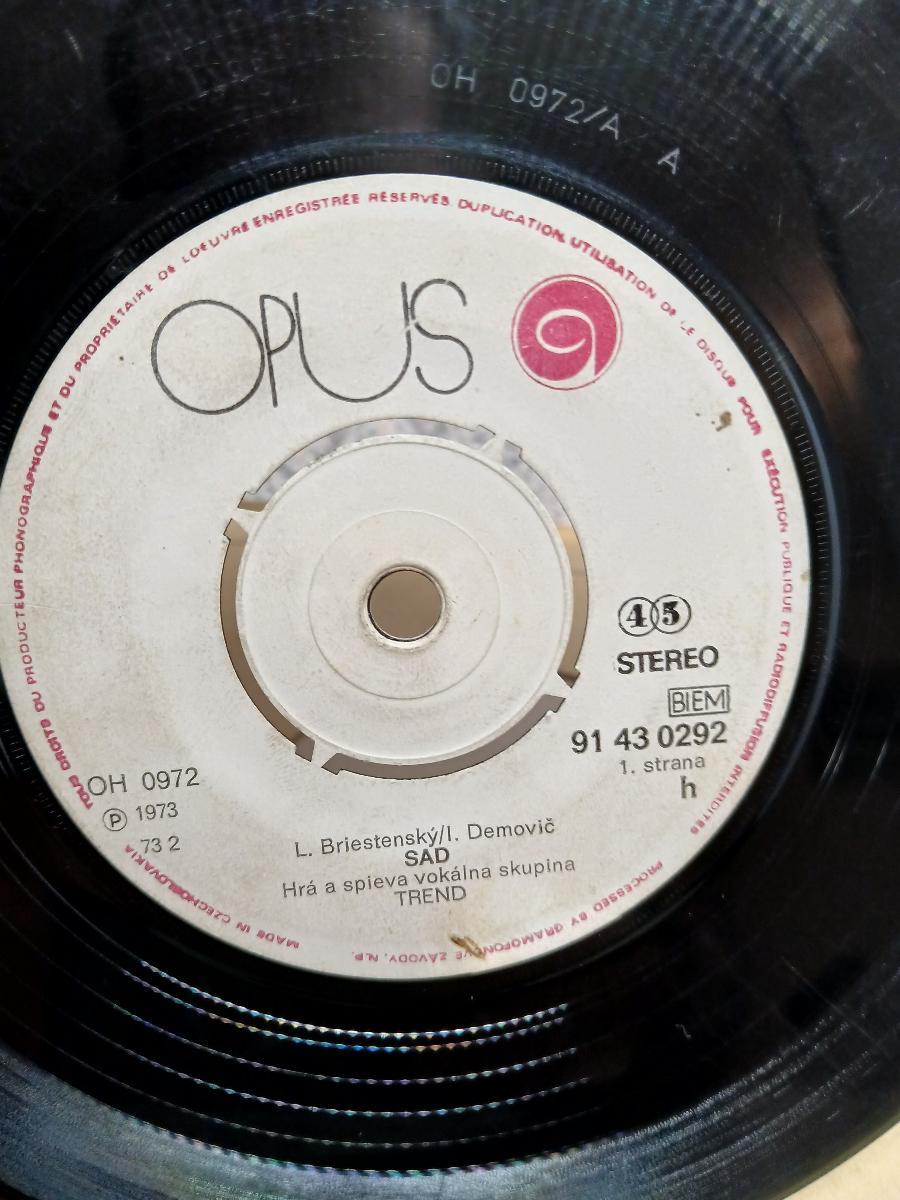 OH 0972/A A
TOUS DROITS DU PRODUCTEUR PHONOGRAPHIQUE ET DU PROPRIÉTAIRE DE L'OEUVRE ENREGISTRÉE RÉSERVÉS. DUPLICATION, UTILISATION DE CE DISQUE POUR EXÉCUTION PUBLIQUE ET RADIODIFFUSION INTERDITES
OPUS
45
STEREO
BIEM
91 43 0292
1. strana
h
OH 0972
Ⓟ 1973
73 2
L. Briestenský/I. Demovič
SAD
Hrá a spieva vokálna skupina
TREND
MADE IN CZECHOSLOVAKIA
PROCESSED BY GRAMOFONOVÉ ZÁVODY, N.P.